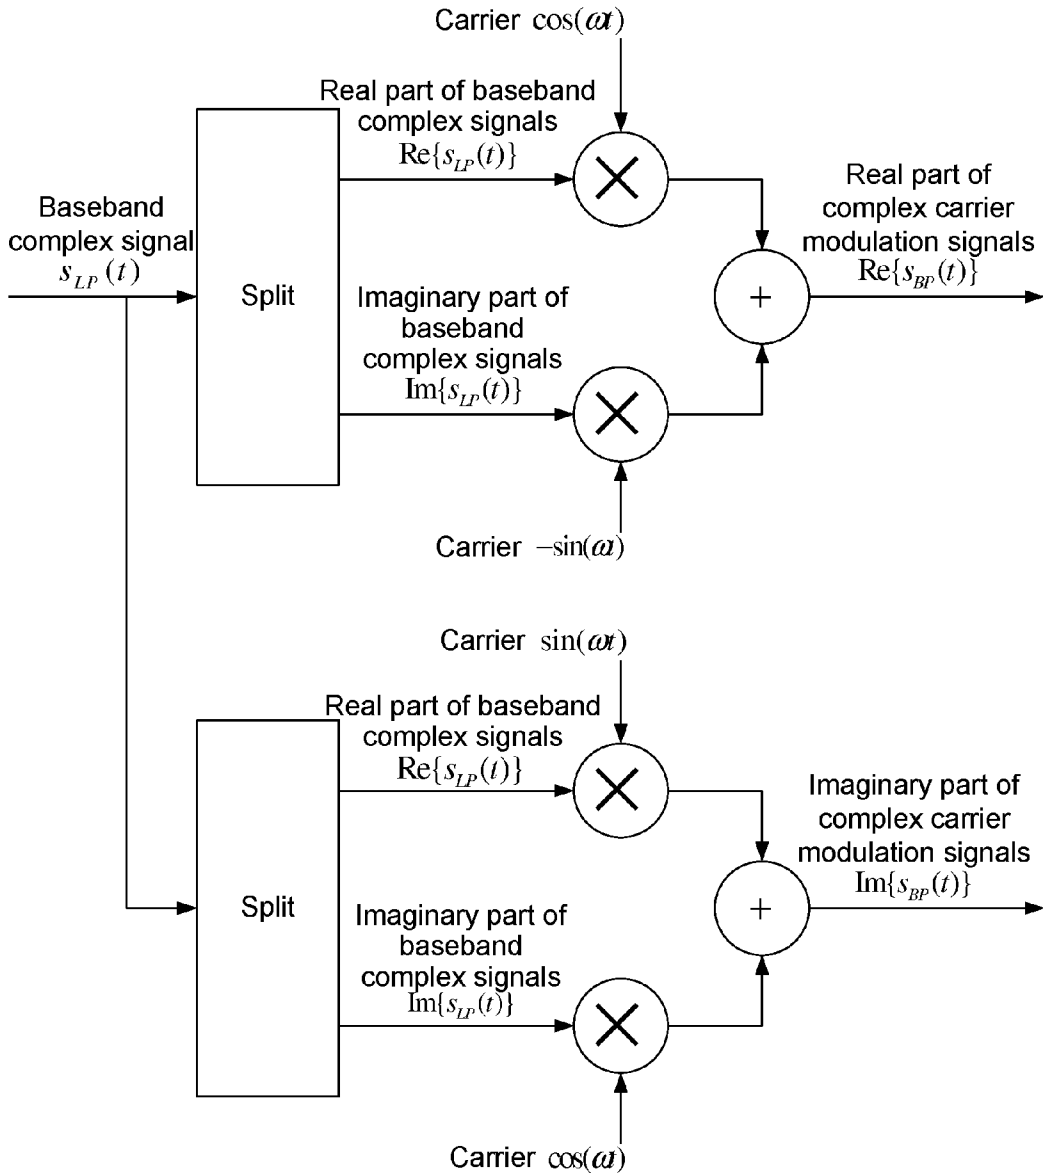 Carrier cos(ωt)
Real part of baseband
complex signals
Re{s_LP(t)}
Baseband
complex signal
s_LP(t)
Split
Imaginary part of
baseband
complex signals
Im{s_LP(t)}
Carrier −sin(ωt)
+
Real part of
complex carrier
modulation signals
Re{s_BP(t)}
Carrier sin(ωt)
Real part of baseband
complex signals
Re{s_LP(t)}
Split
Imaginary part of
baseband
complex signals
Im{s_LP(t)}
Carrier cos(ωt)
+
Imaginary part of
complex carrier
modulation signals
Im{s_BP(t)}